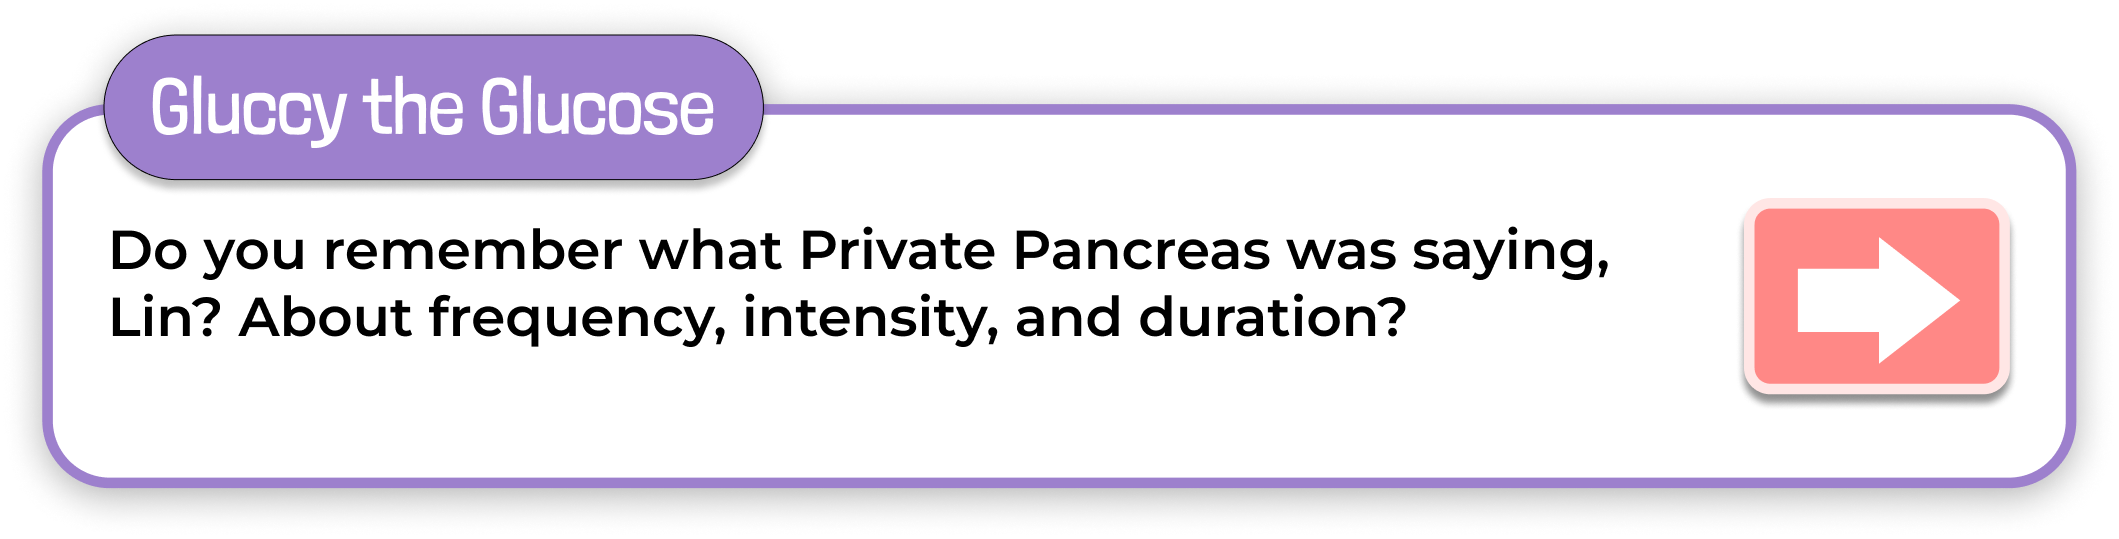 Gluccy the Glucose
Do you remember what Private Pancreas was saying,
Lin? About frequency, intensity, and duration?